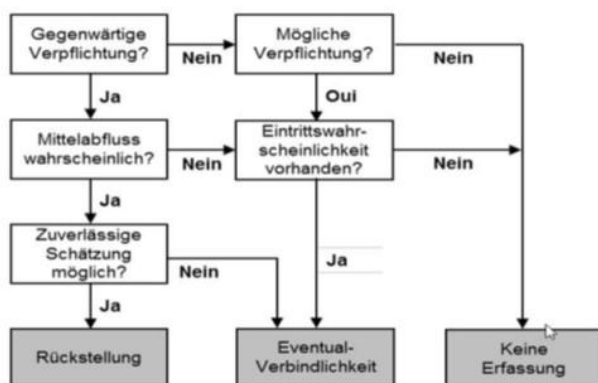 Gegenwärtige
Verpflichtung?
Nein
Mögliche
Verpflichtung?
Nein
Ja
Oui
Mittelabfluss
wahrscheinlich?
Nein
Eintrittswahr-
scheinlichkeit
vorhanden?
Nein
Ja
Zuverlässige
Schätzung
möglich?
Nein
Ja
Ja
Rückstellung
Eventual-
Verbindlichkeit
Keine
Erfassung